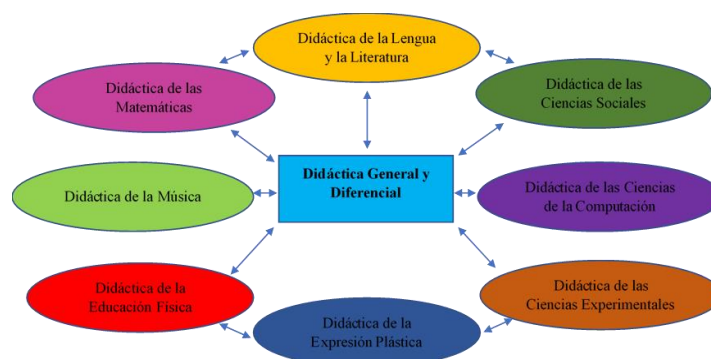 Didáctica de la Lengua
y la Literatura
Didáctica de las
Matemáticas
Didáctica de las
Ciencias Sociales
Didáctica General y
Diferencial
Didáctica de la Música
Didáctica de las Ciencias
de la Computación
Didáctica de la
Educación Física
Didáctica de las
Ciencias Experimentales
Didáctica de la
Expresión Plástica